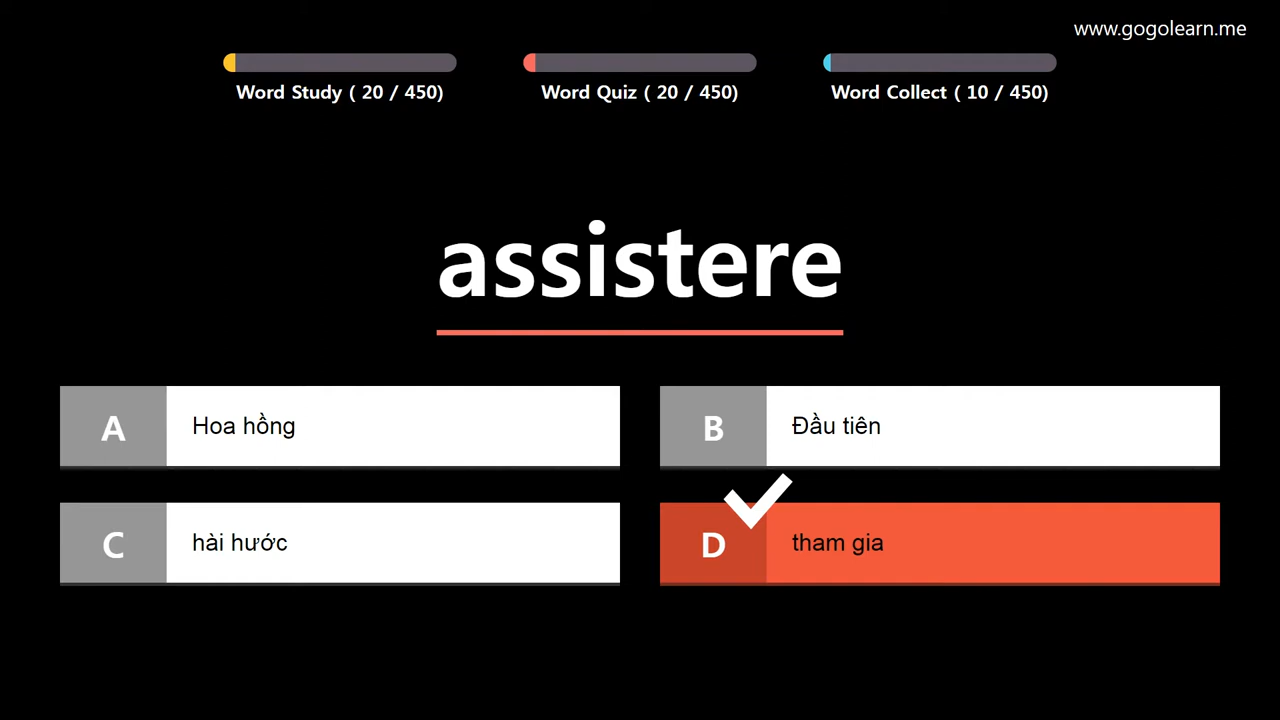 www.gogolearn.me
Word Study ( 20 / 450)
Word Quiz ( 20 / 450)
Word Collect ( 10 / 450)
assistere
A Hoa hồng
B Đầu tiên
C hài hước
D tham gia